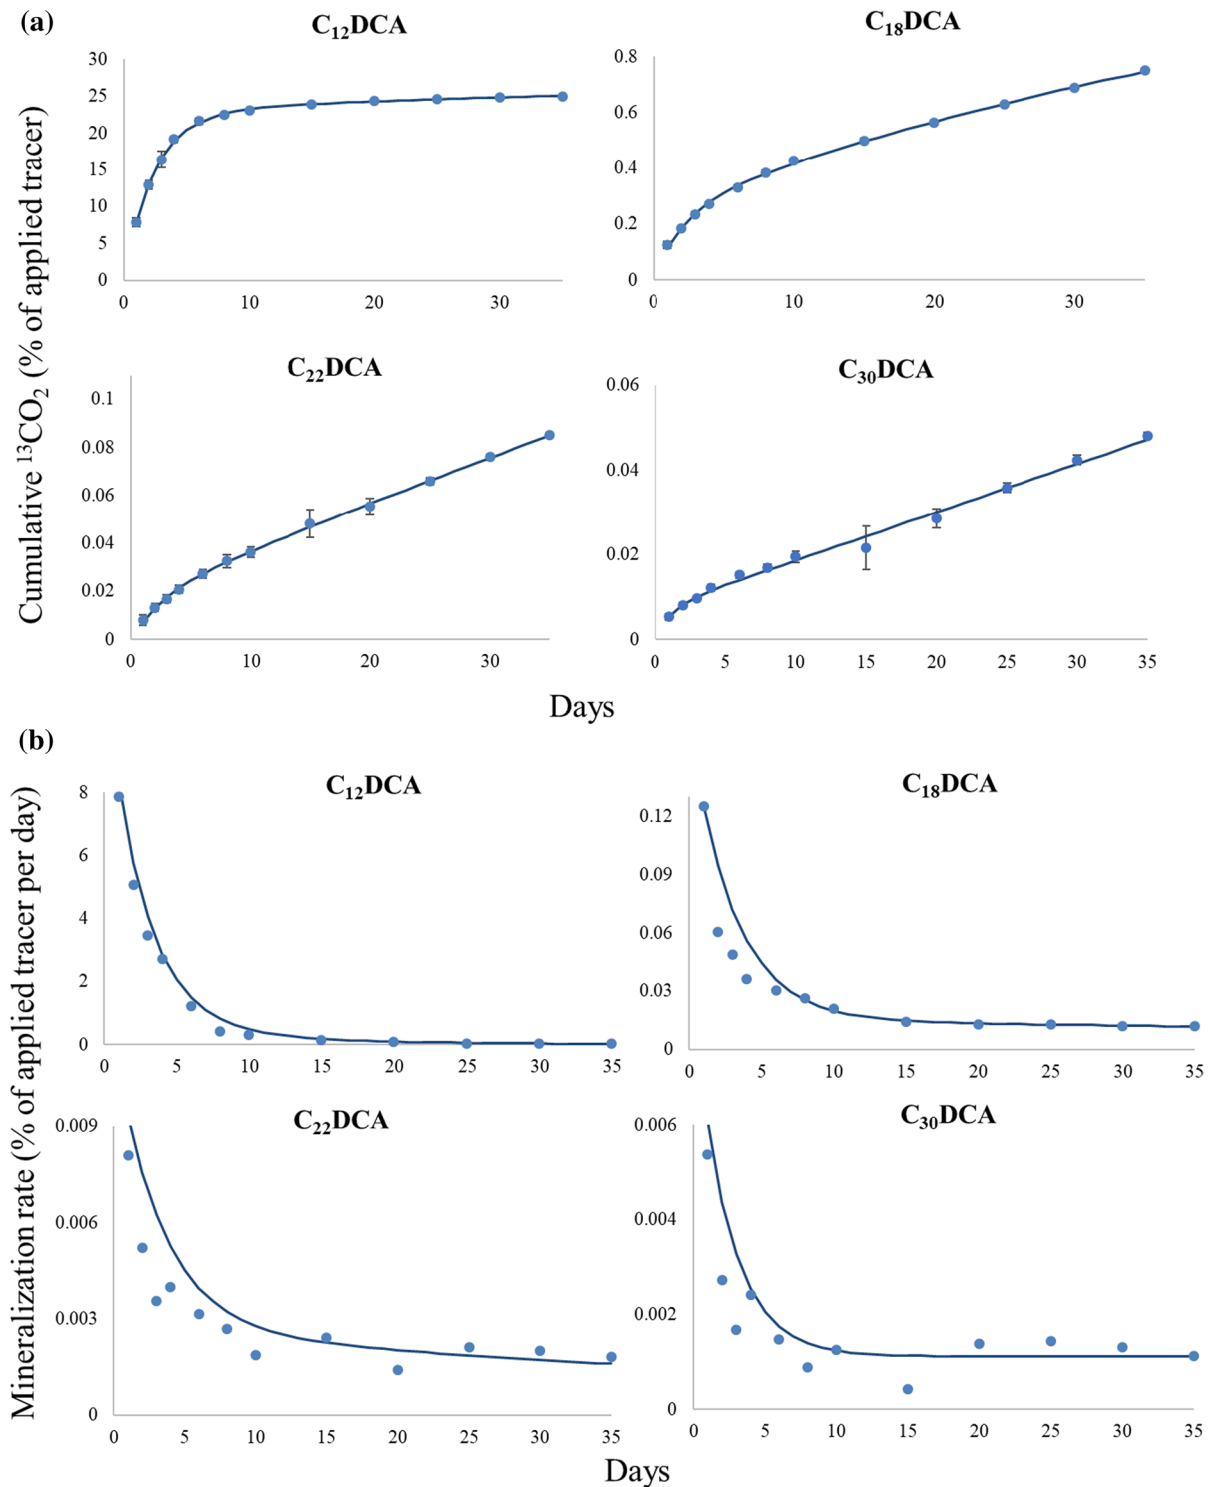 (a)
C₁₂DCA
C₁₈DCA
Cumulative ¹³CO₂ (% of applied tracer)
30
25
20
15
10
5
0
0 10 20 30
0.8
0.6
0.4
0.2
0
0 10 20 30
C₂₂DCA
C₃₀DCA
0.1
0.08
0.06
0.04
0.02
0
0 10 20 30
0.06
0.04
0.02
0
0 5 10 15 20 25 30 35
Days
(b)
C₁₂DCA
C₁₈DCA
Mineralization rate (% of applied tracer per day)
8
6
4
2
0
0 5 10 15 20 25 30 35
0.12
0.09
0.06
0.03
0
0 5 10 15 20 25 30 35
C₂₂DCA
C₃₀DCA
0.009
0.006
0.003
0
0 5 10 15 20 25 30 35
0.006
0.004
0.002
0
0 5 10 15 20 25 30 35
Days